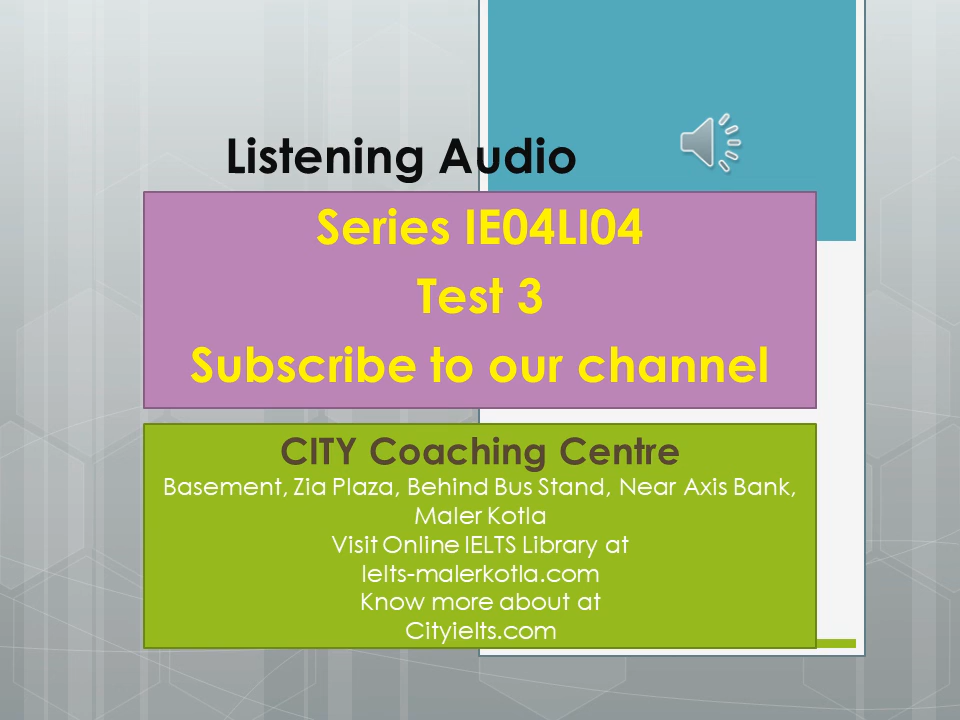 Listening Audio
Series IE04LI04
Test 3
Subscribe to our channel
CITY Coaching Centre
Basement, Zia Plaza, Behind Bus Stand, Near Axis Bank,
Maler Kotla
Visit Online IELTS Library at
Ielts-malerkotla.com
Know more about at
Cityielts.com